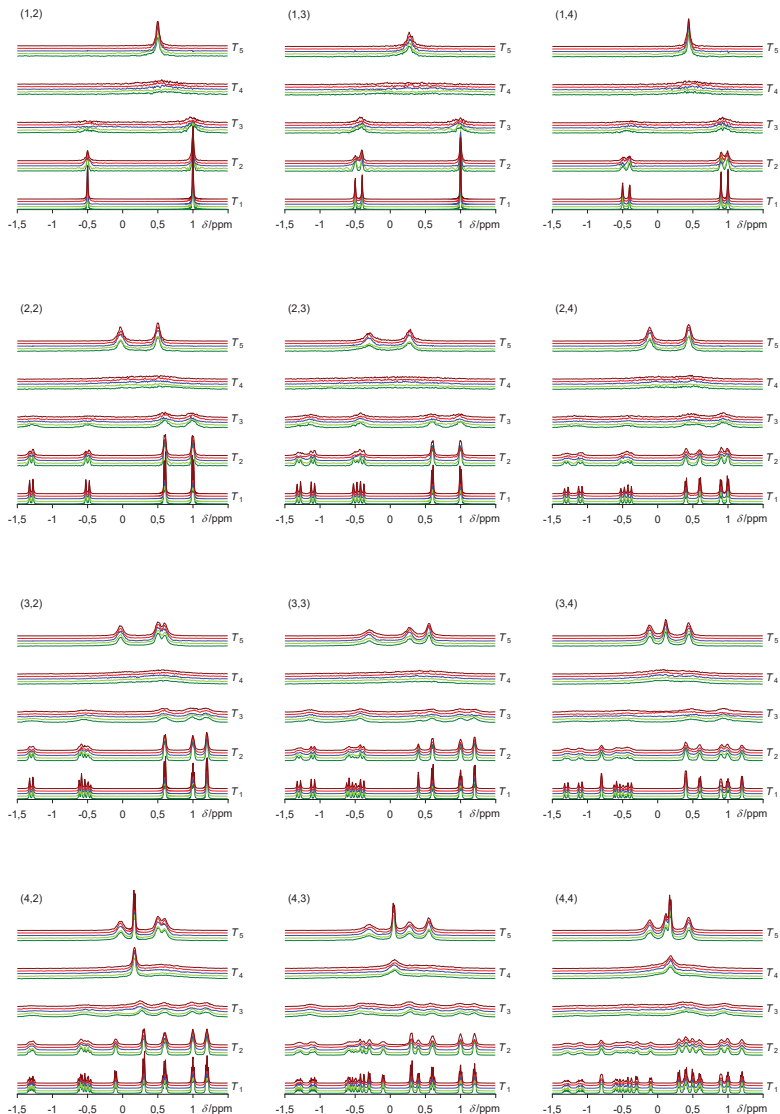 (1,2) (1,3) (1,4)
T5 T5 T5
T4 T4 T4
T3 T3 T3
T2 T2 T2
T1 T1 T1
-1,5 -1 -0,5 0 0,5 1 δ/ppm -1,5 -1 -0,5 0 0,5 1 δ/ppm -1,5 -1 -0,5 0 0,5 1 δ/ppm
(2,2) (2,3) (2,4)
T5 T5 T5
T4 T4 T4
T3 T3 T3
T2 T2 T2
T1 T1 T1
-1,5 -1 -0,5 0 0,5 1 δ/ppm -1,5 -1 -0,5 0 0,5 1 δ/ppm -1,5 -1 -0,5 0 0,5 1 δ/ppm
(3,2) (3,3) (3,4)
T5 T5 T5
T4 T4 T4
T3 T3 T3
T2 T2 T2
T1 T1 T1
-1,5 -1 -0,5 0 0,5 1 δ/ppm -1,5 -1 -0,5 0 0,5 1 δ/ppm -1,5 -1 -0,5 0 0,5 1 δ/ppm
(4,2) (4,3) (4,4)
T5 T5 T5
T4 T4 T4
T3 T3 T3
T2 T2 T2
T1 T1 T1
-1,5 -1 -0,5 0 0,5 1 δ/ppm -1,5 -1 -0,5 0 0,5 1 δ/ppm -1,5 -1 -0,5 0 0,5 1 δ/ppm